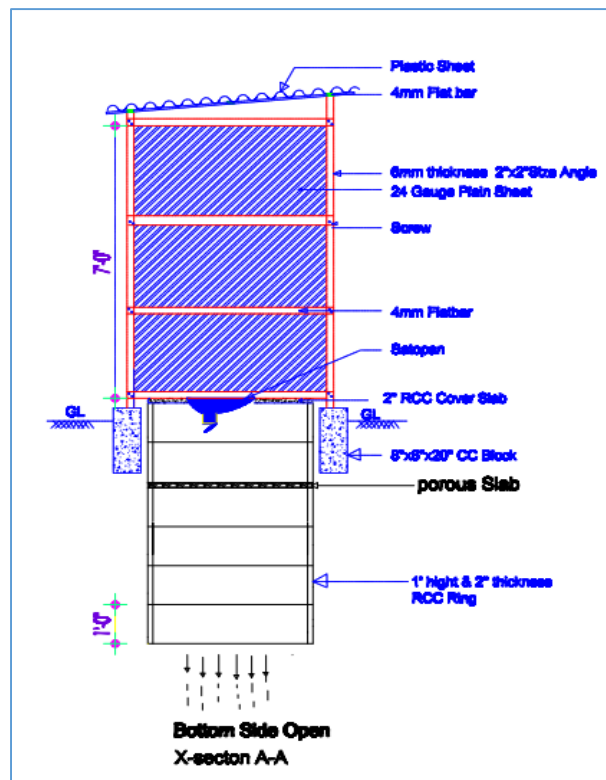 Plastic Sheet
4mm Flat bar
6mm thickness 2"x2"Size Angle
24 Gauge Plain Sheet
Screw
7'-0"
4mm Flatbar
Satopan
2" RCC Cover Slab
GL
GL
8"x6"x20" CC Block
porous Slab
1' hight & 2" thickness
RCC Ring
1'-0"
Bottom Side Open
X-secton A-A